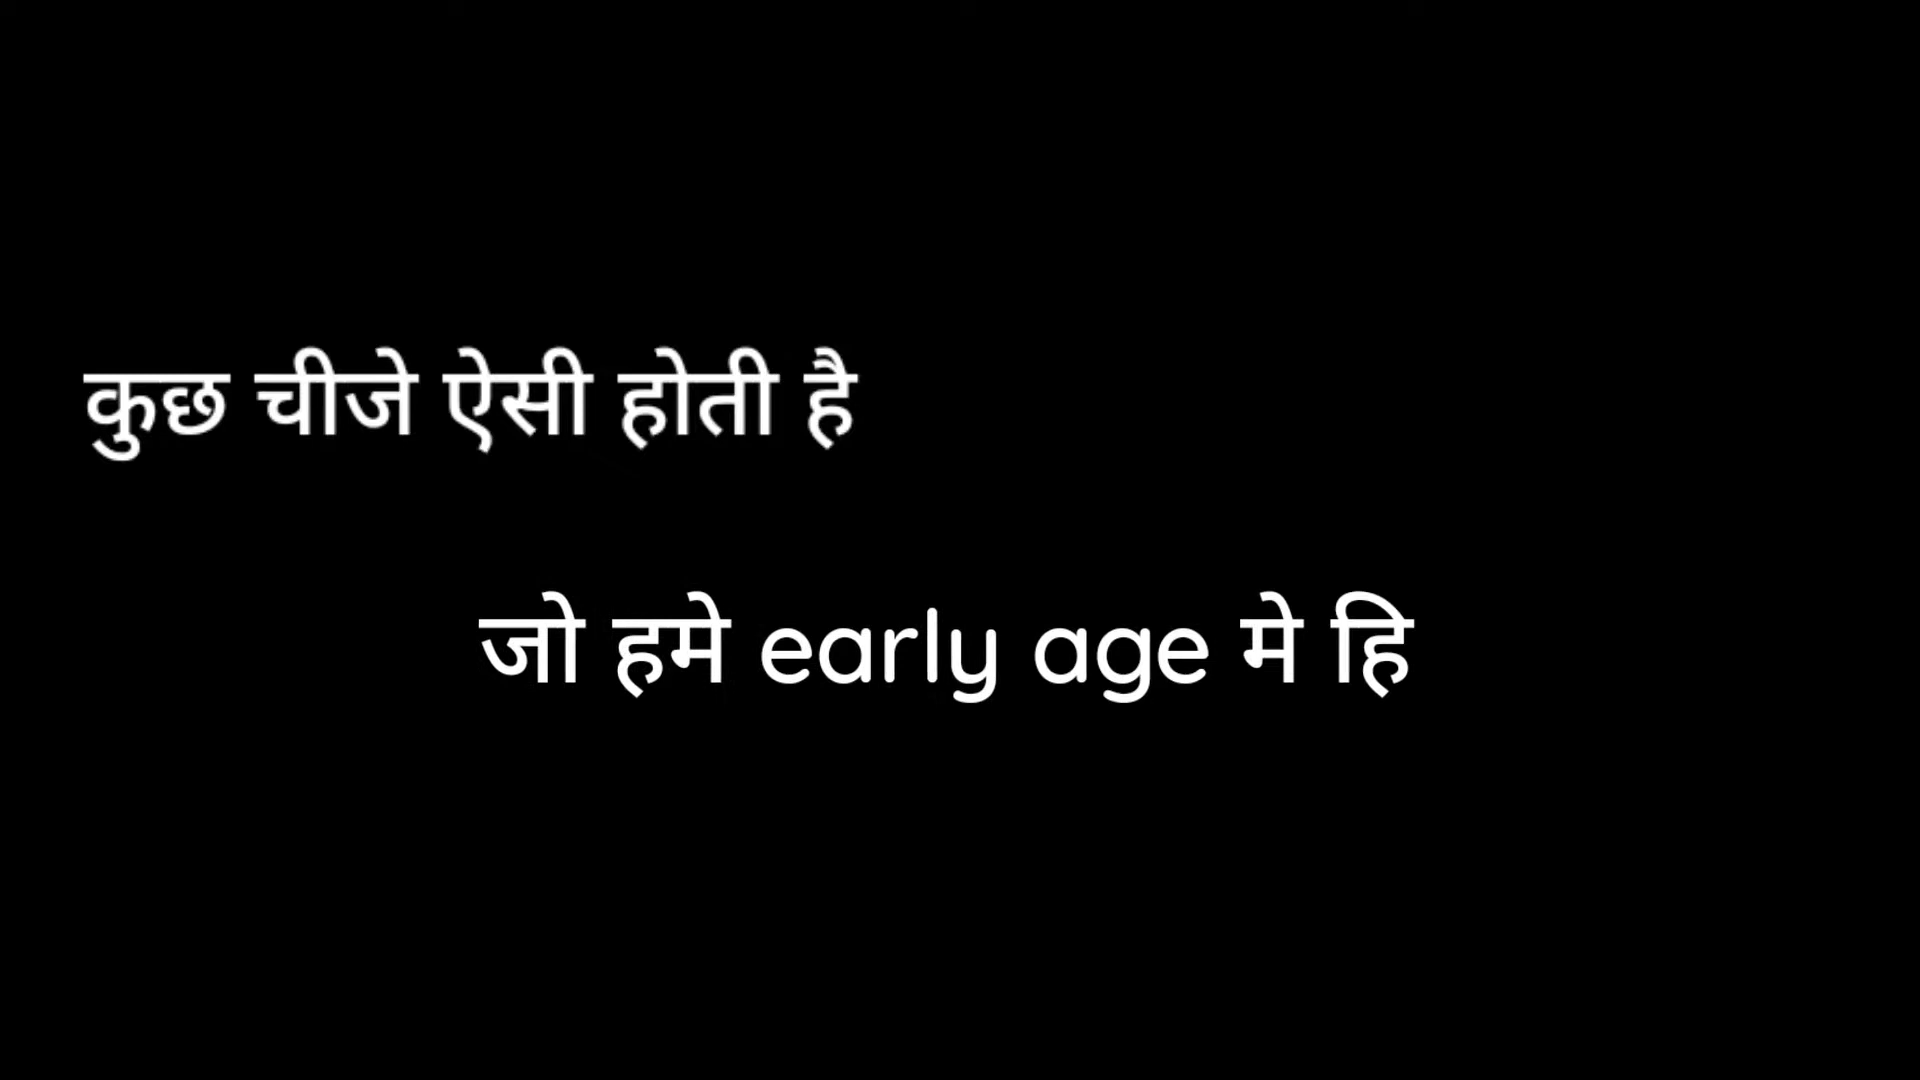 कुछ चीजे ऐसी होती है
जो हमे early age मे हि